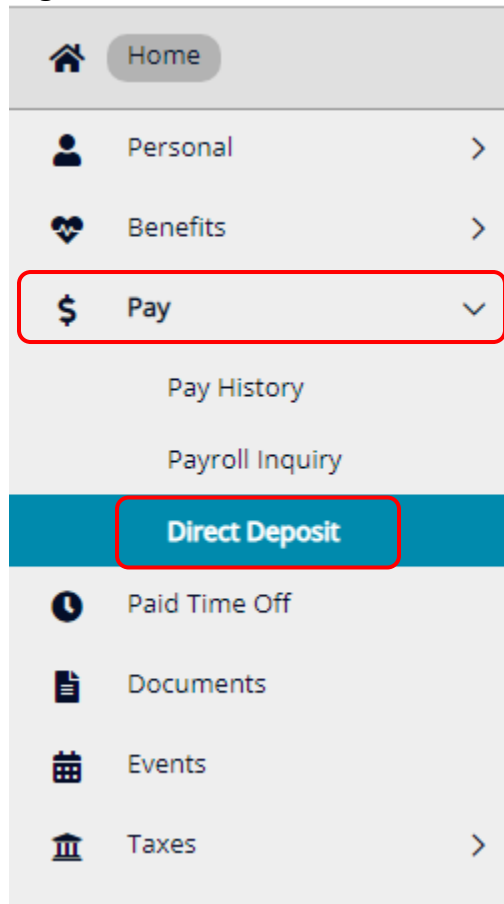 Home
Personal
Benefits
$ Pay
Pay History
Payroll Inquiry
Direct Deposit
Paid Time Off
Documents
Events
Taxes